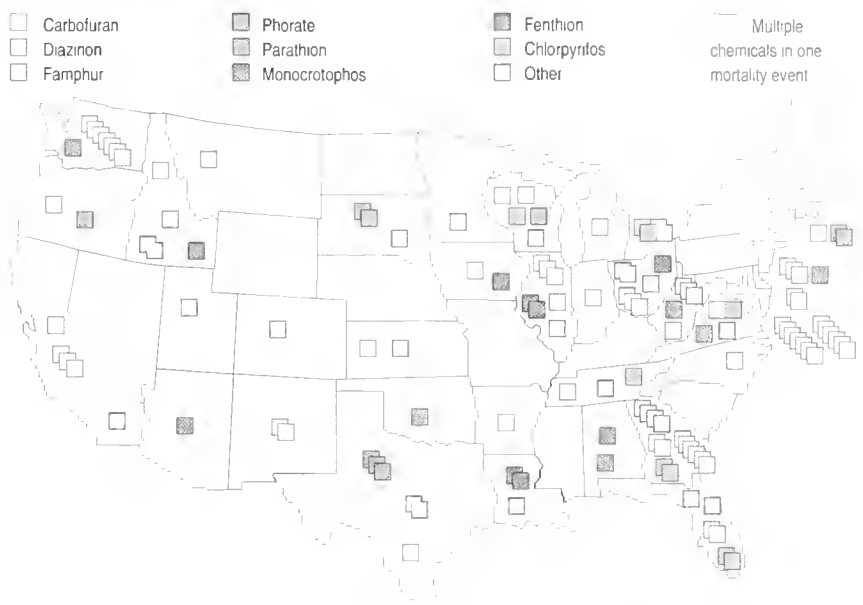 Carbofuran
Diazinon
Famphur
Phorate
Parathion
Monocrotophos
Fenthion
Chlorpyrifos
Other
Multiple
chemicals in one
mortality event